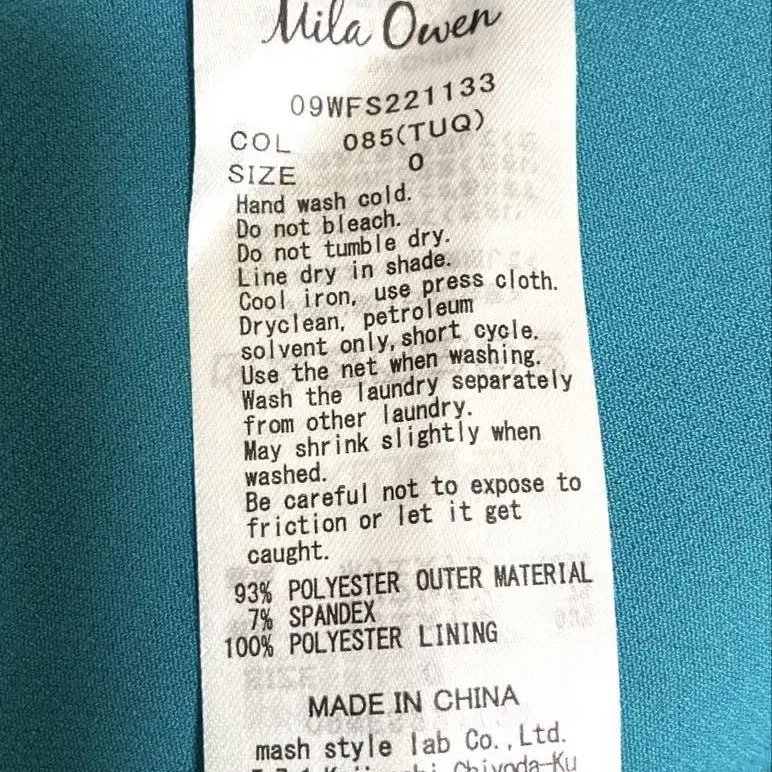 Mila Owen
09WFS221133
COL 085(TUQ)
SIZE 0
Hand wash cold.
Do not bleach.
Do not tumble dry.
Line dry in shade.
Cool iron, use press cloth.
Dryclean, petroleum
solvent only,short cycle.
Use the net when washing.
Wash the laundry separately
from other laundry.
May shrink slightly when
washed.
Be careful not to expose to
friction or let it get
caught.
93% POLYESTER OUTER MATERIAL
7% SPANDEX
100% POLYESTER LINING
MADE IN CHINA
mash style lab Co.,Ltd.
Chiyoda-Ku